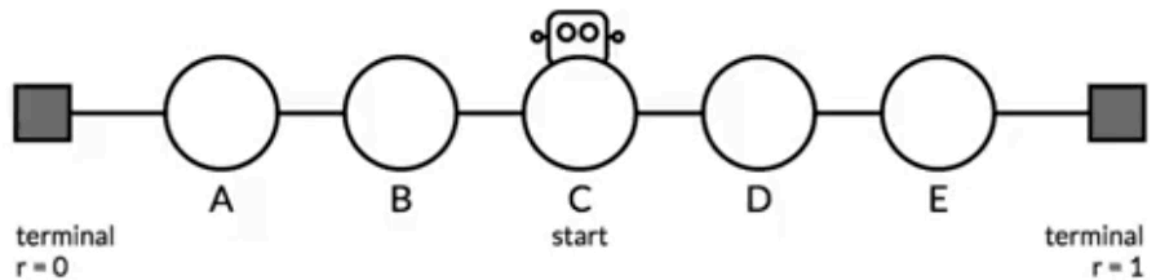 A B C D E
terminal start terminal
r = 0 r = 1